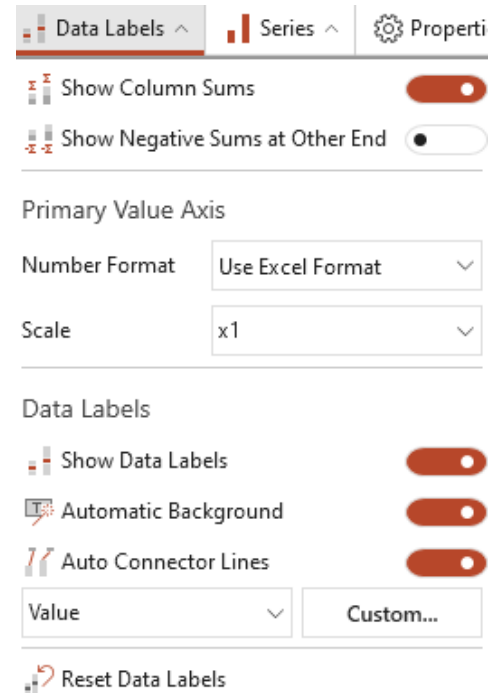 Data Labels Series Properti
Show Column Sums
Show Negative Sums at Other End
Primary Value Axis
Number Format Use Excel Format
Scale x1
Data Labels
Show Data Labels
Automatic Background
Auto Connector Lines
Value Custom...
Reset Data Labels